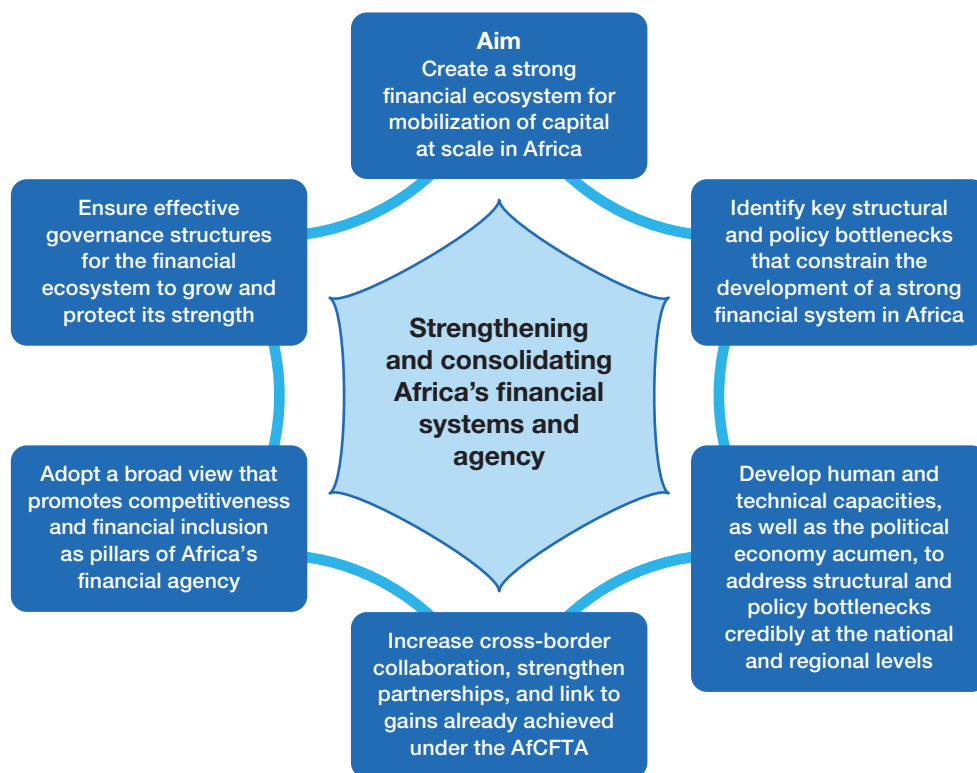 Aim
Create a strong
financial ecosystem for
mobilization of capital
at scale in Africa
Identify key structural
and policy bottlenecks
that constrain the
development of a strong
financial system in Africa
Develop human and
technical capacities,
as well as the political
economy acumen, to
address structural and
policy bottlenecks
credibly at the national
and regional levels
Increase cross-border
collaboration, strengthen
partnerships, and link to
gains already achieved
under the AfCFTA
Adopt a broad view that
promotes competitiveness
and financial inclusion
as pillars of Africa's
financial agency
Ensure effective
governance structures
for the financial
ecosystem to grow and
protect its strength
Strengthening
and consolidating
Africa's financial
systems and
agency